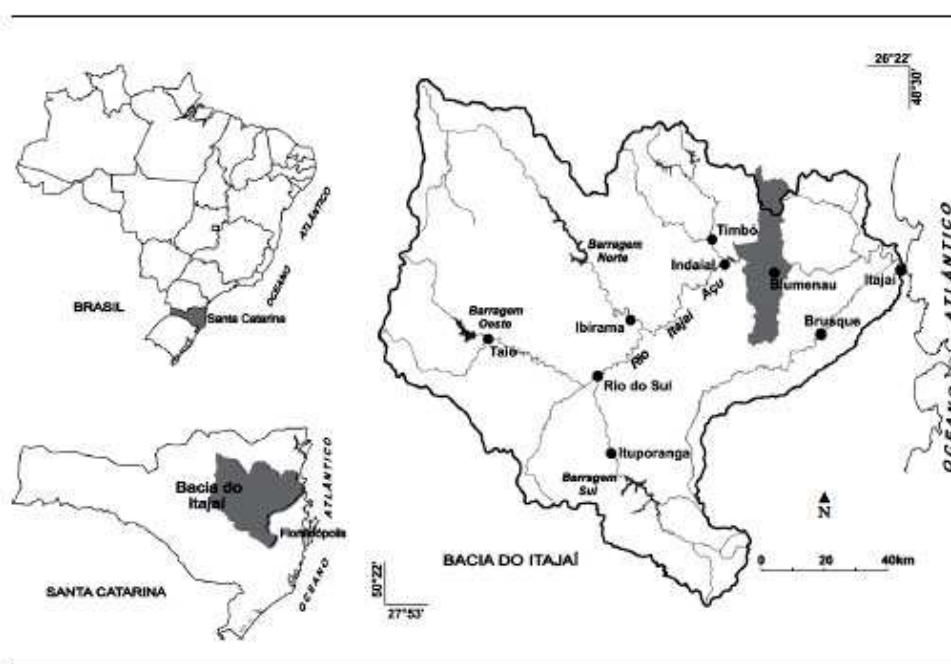 BRASIL
Santa Catarina
OCEANO
ATLÂNTICO
Bacia do
Itajaí
Florianópolis
ATLÂNTICO
OCEANO
SANTA CATARINA
26°22'
48°30'
Timbó
Indaial
Barragem
Norte
Blumenau
Itajaí
Açu
Itajaí
Rio
Ibirama
Barragem
Oeste
Taió
Brusque
Rio do Sul
Ituporanga
Barragem
Sul
OCEANO ATLÂNTICO
N
BACIA DO ITAJAÍ
0 20 40km
50°22'
27°53'